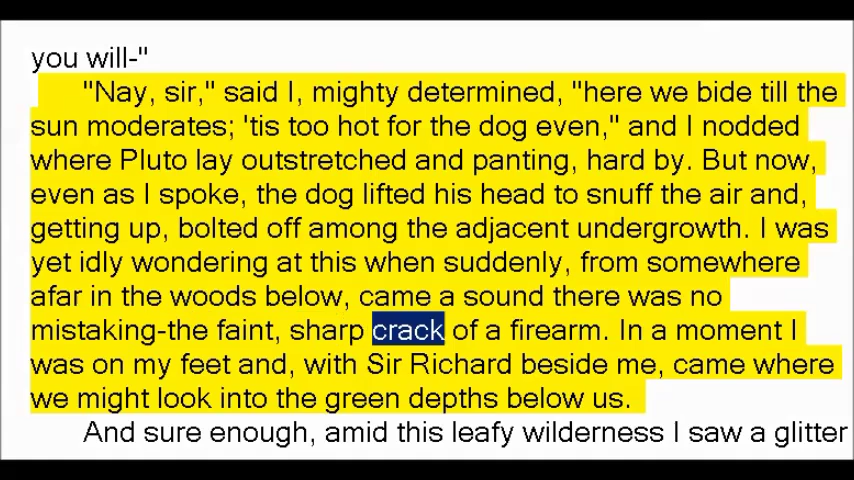 you will-"
"Nay, sir," said I, mighty determined, "here we bide till the
sun moderates; 'tis too hot for the dog even," and I nodded
where Pluto lay outstretched and panting, hard by. But now,
even as I spoke, the dog lifted his head to snuff the air and,
getting up, bolted off among the adjacent undergrowth. I was
yet idly wondering at this when suddenly, from somewhere
afar in the woods below, came a sound there was no
mistaking-the faint, sharp crack of a firearm. In a moment I
was on my feet and, with Sir Richard beside me, came where
we might look into the green depths below us.
And sure enough, amid this leafy wilderness I saw a glitter